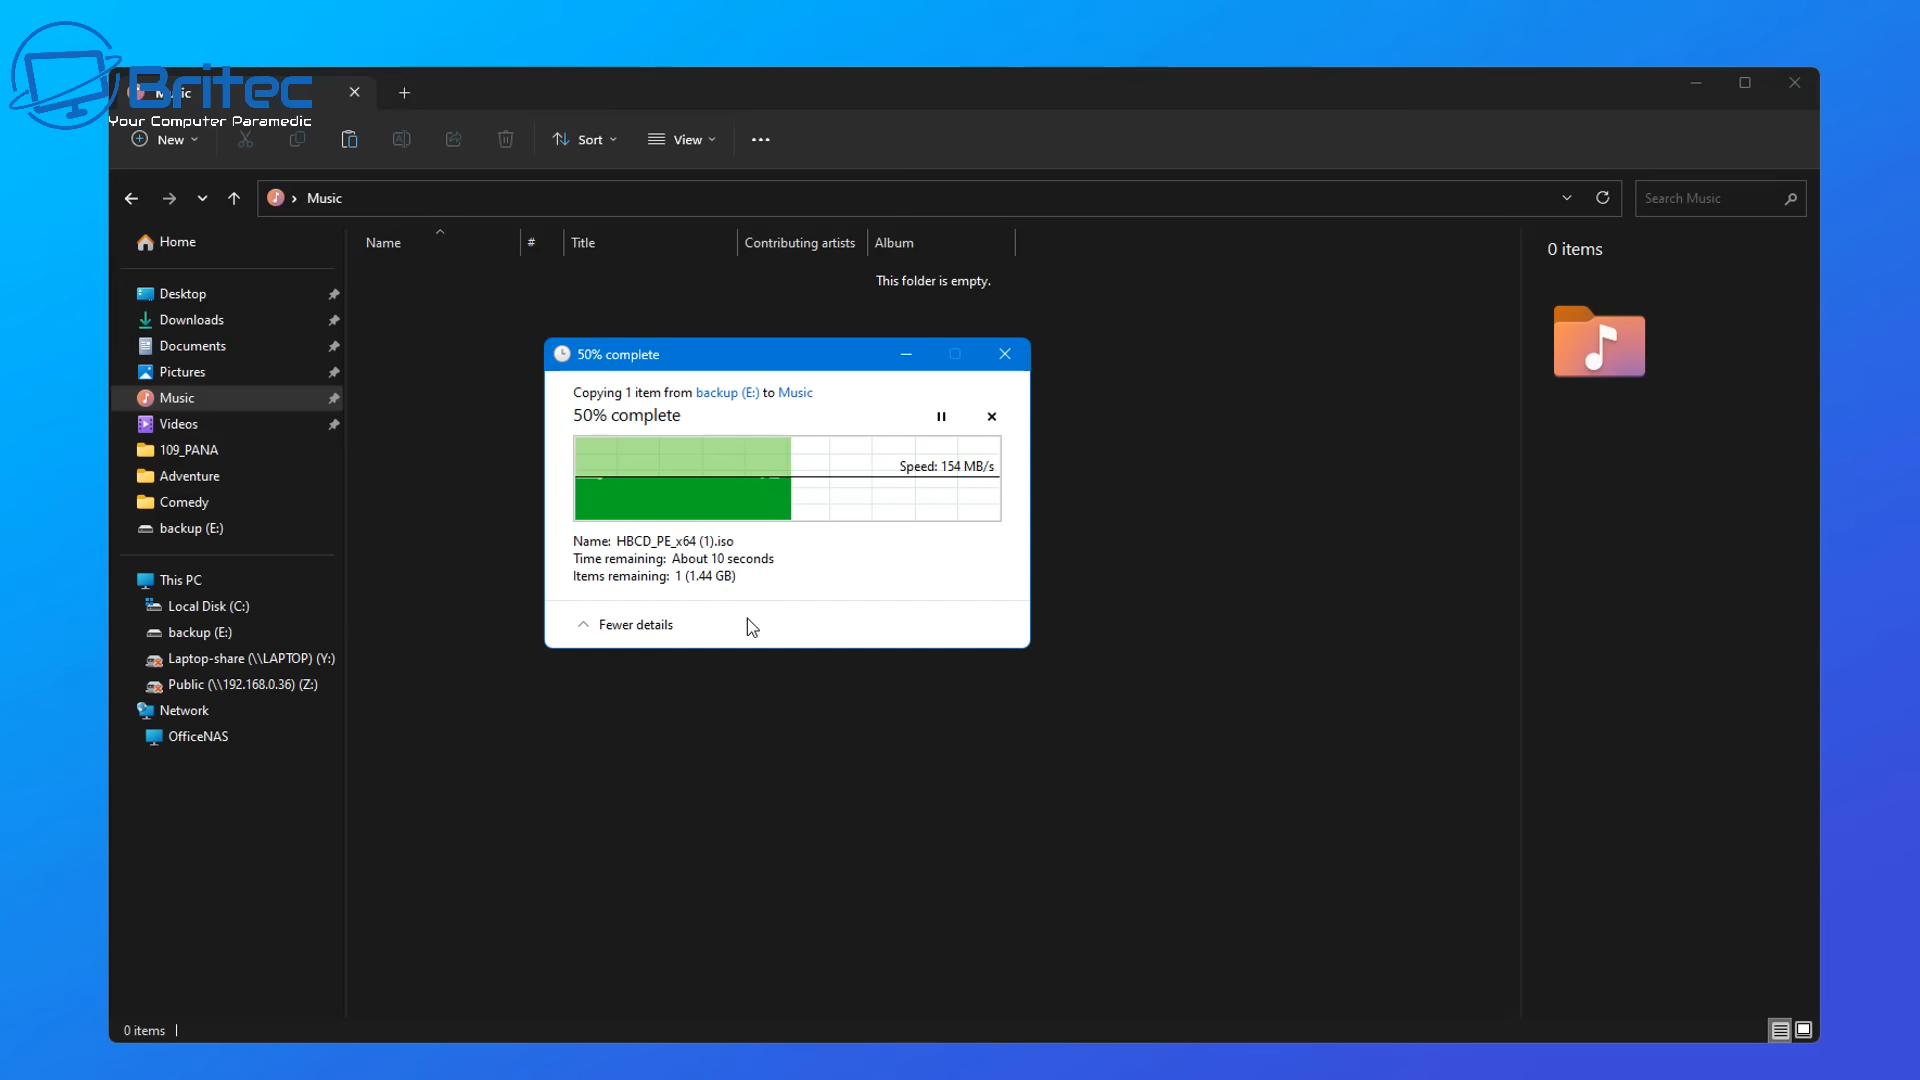 Britec
Your Computer Paramedic
New
Sort
View
Music
Search Music
Home
Desktop
Downloads
Documents
Pictures
Music
Videos
109_PANA
Adventure
Comedy
backup (E:)
This PC
Local Disk (C:)
backup (E:)
Laptop-share (\\LAPTOP) (Y:)
Public (\\192.168.0.36) (Z:)
Network
OfficeNAS
Name # Title Contributing artists Album
This folder is empty.
0 items
50% complete
Copying 1 item from backup (E:) to Music
50% complete
Speed: 154 MB/s
Name: HBCD_PE_x64 (1).iso
Time remaining: About 10 seconds
Items remaining: 1 (1.44 GB)
Fewer details
0 items